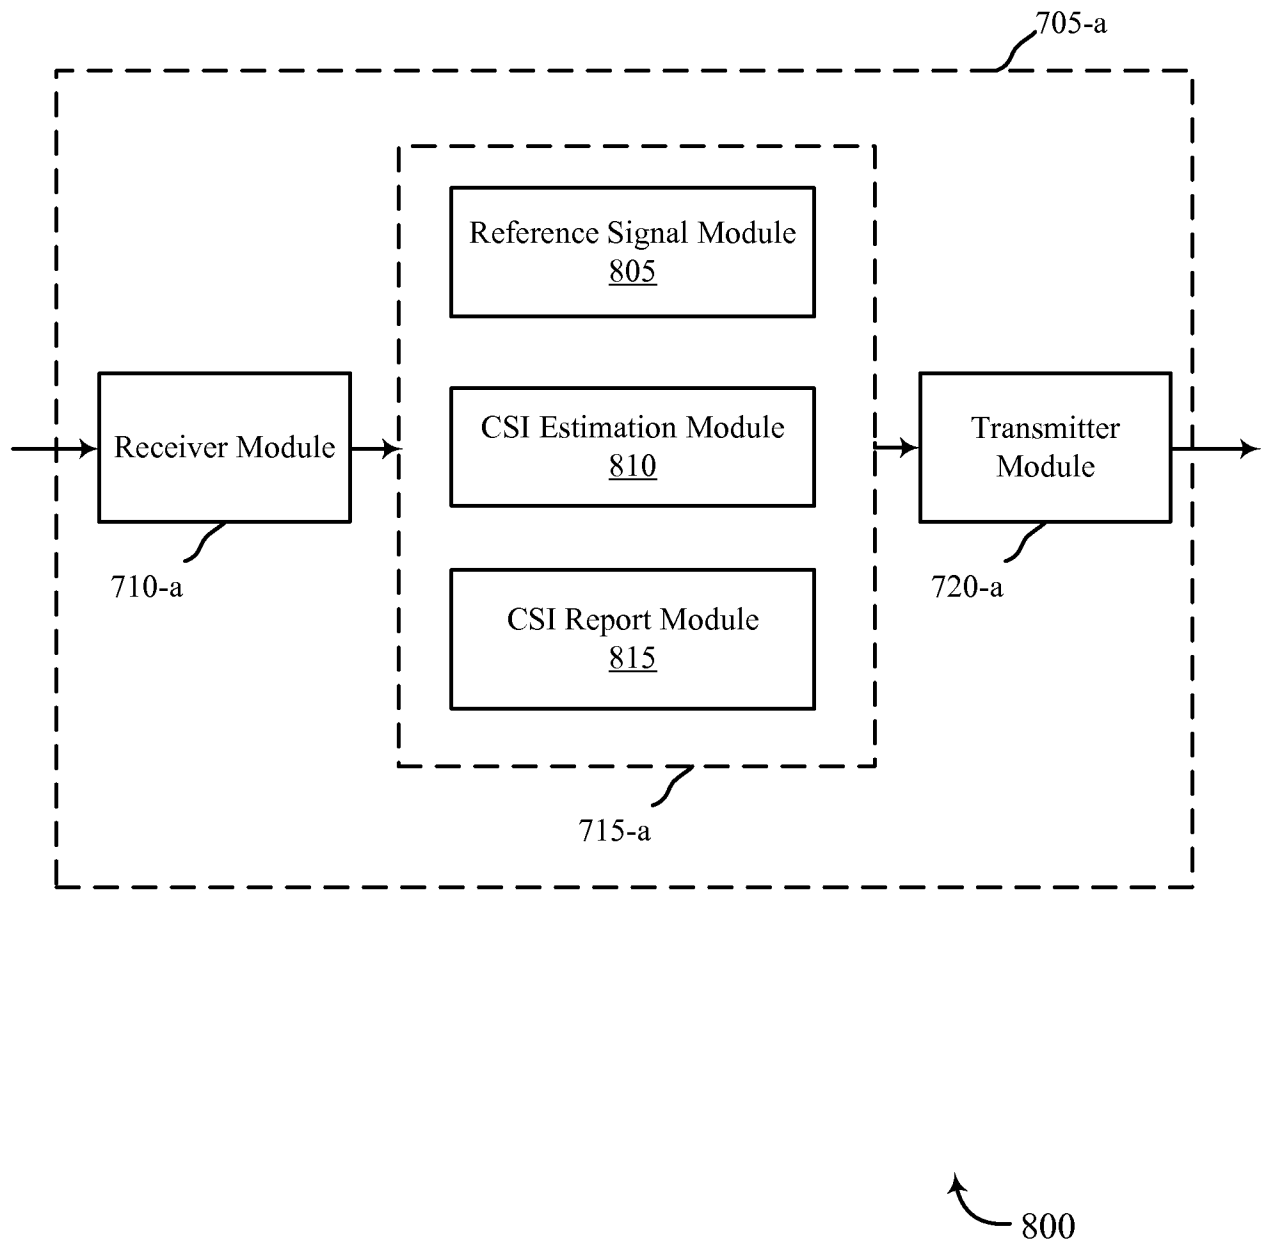 705-a
Reference Signal Module
805
Receiver Module
710-a
CSI Estimation Module
810
Transmitter
Module
720-a
CSI Report Module
815
715-a
800